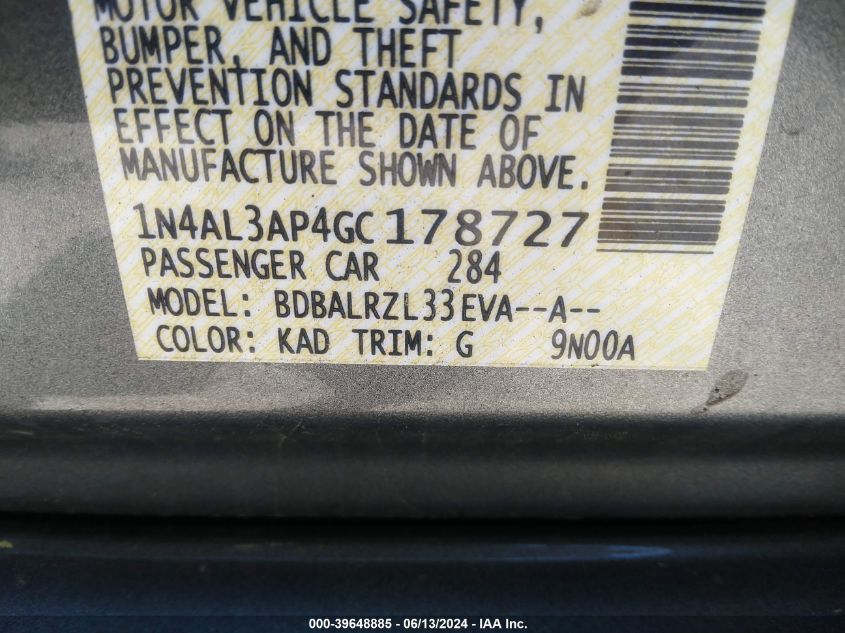 MOTOR VEHICLE SAFETY,
BUMPER, AND THEFT
PREVENTION STANDARDS IN
EFFECT ON THE DATE OF
MANUFACTURE SHOWN ABOVE.
1N4AL3AP4GC178727
PASSENGER CAR 284
MODEL: BDBALRZL33EVA--A--
COLOR: KAD TRIM: G 9N00A
000-39648885 - 06/13/2024 - IAA Inc.